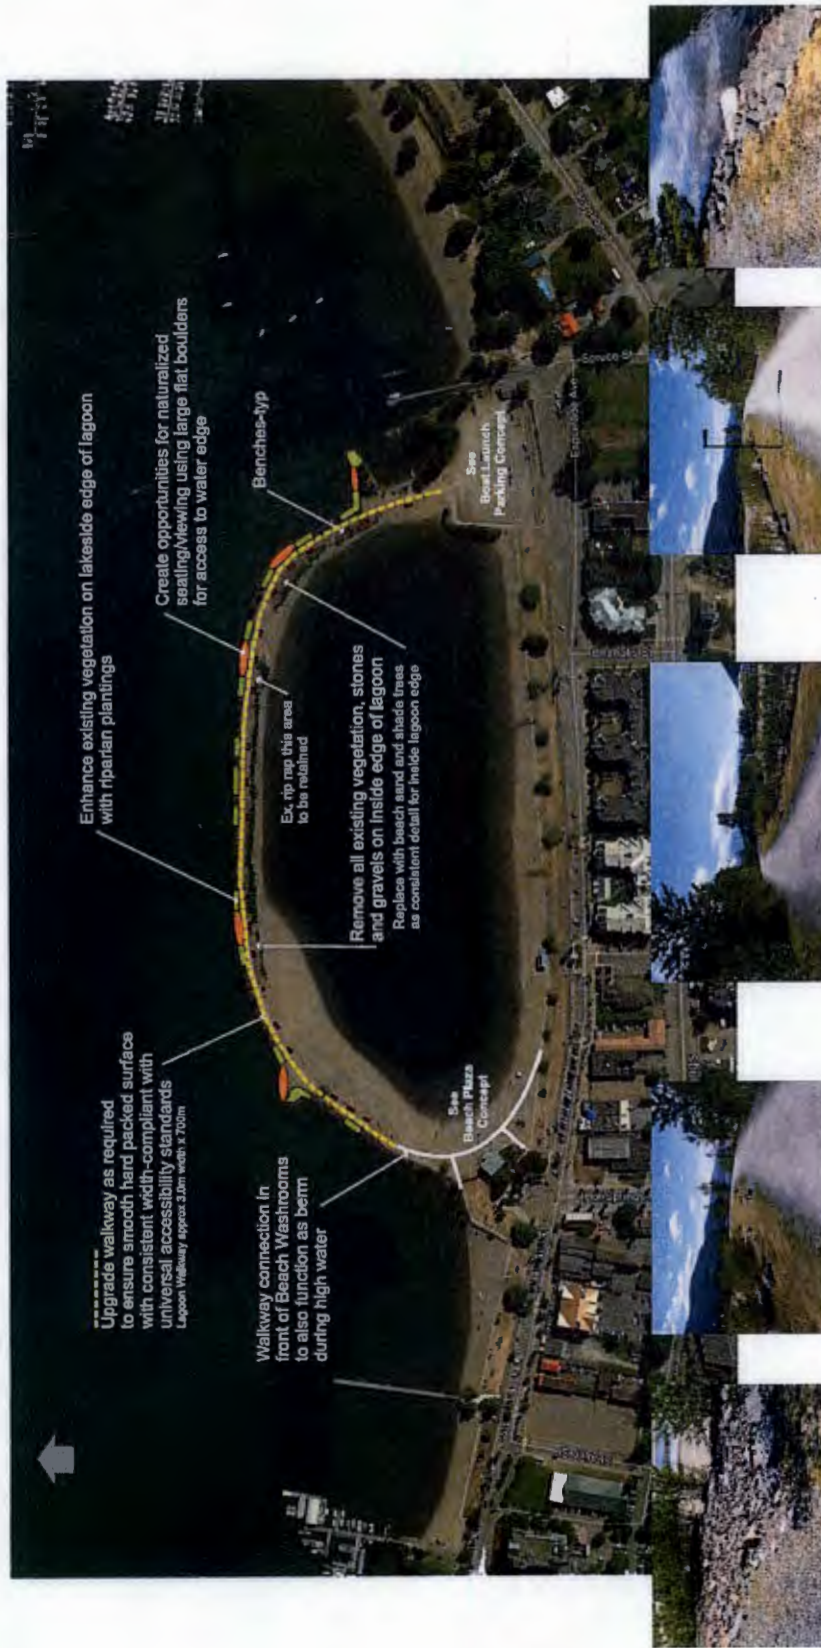 Upgrade walkway as required
to ensure smooth hard packed surface
with consistent width-compliant with
universal accessibility standards
Lagoon Walkway approx 3.0m width x 700m
Walkway connection in
front of Beach Washrooms
to also function as berm
during high water
Enhance existing vegetation on lakeside edge of lagoon
with riparian plantings
Create opportunities for naturalized
seating/viewing using large flat boulders
for access to water edge
Benches-typ
Ex. rip rap this area
to be retained
Remove all existing vegetation, stones
and gravels on inside edge of lagoon
Replace with beach sand and shade trees
as consistent detail for inside lagoon edge
See
Beach Plaza
Concept
See
Boat Launch
Parking Concept
Esplanade Ave
Spruce St